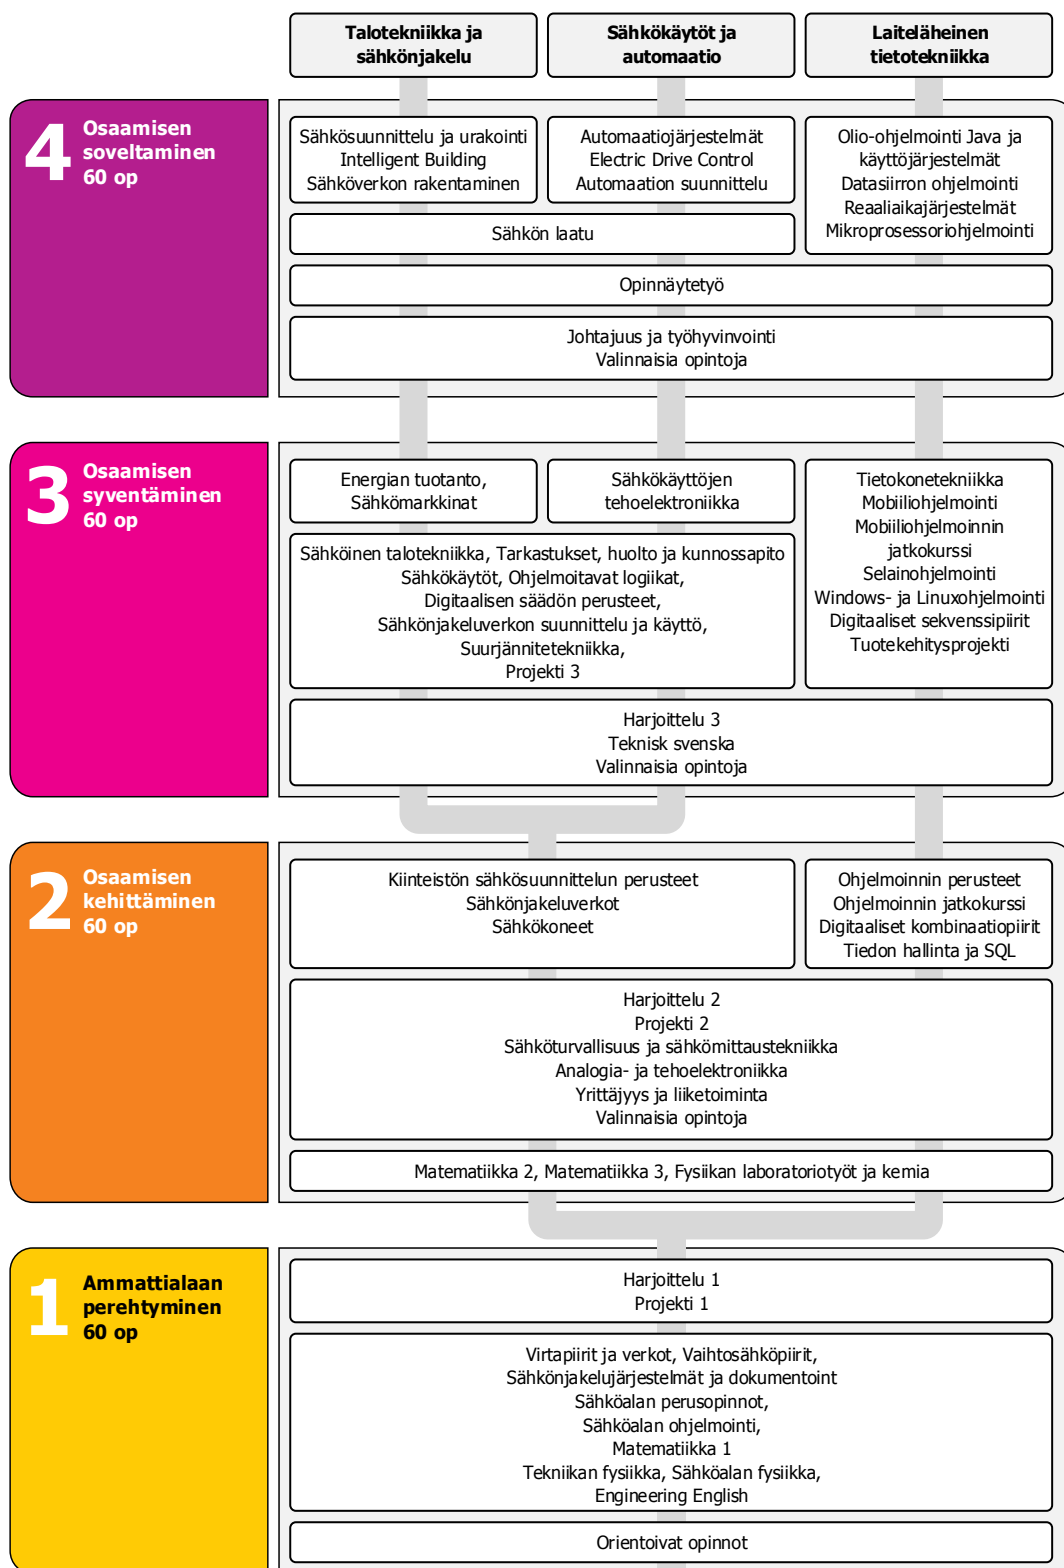 Talotekniikka ja
sähkönjakelu
Sähkökäytöt ja
automaatio
Laiteläheinen
tietotekniikka
4
Osaamisen
soveltaminen
60 op
Sähkösuunnittelu ja urakointi
Intelligent Building
Sähköverkon rakentaminen
Automaatiojärjestelmät
Electric Drive Control
Automaation suunnittelu
Olio-ohjelmointi Java ja
käyttöjärjestelmät
Datasiirron ohjelmointi
Reaaliaikajärjestelmät
Mikroprosessoriohjelmointi
Sähkön laatu
Opinnäytetyö
Johtajuus ja työhyvinvointi
Valinnaisia opintoja
3
Osaamisen
syventäminen
60 op
Energian tuotanto,
Sähkömarkkinat
Sähkökäyttöjen
tehoelektroniikka
Tietokonetekniikka
Mobiiliohjelmointi
Mobiiliohjelmoinnin
jatkokurssi
Selainohjelmointi
Windows- ja Linuxohjelmointi
Digitaaliset sekvenssipiirit
Tuotekehitysprojekti
Sähköinen talotekniikka, Tarkastukset, huolto ja kunnossapito
Sähkökäytöt, Ohjelmoitavat logiikat,
Digitaalisen säädön perusteet,
Sähkönjakeluverkon suunnittelu ja käyttö,
Suurjännitetekniikka,
Projekti 3
Harjoittelu 3
Teknisk svenska
Valinnaisia opintoja
2
Osaamisen
kehittäminen
60 op
Kiinteistön sähkösuunnittelun perusteet
Sähkönjakeluverkot
Sähkökoneet
Ohjelmoinnin perusteet
Ohjelmoinnin jatkokurssi
Digitaaliset kombinaatiopiirit
Tiedon hallinta ja SQL
Harjoittelu 2
Projekti 2
Sähköturvallisuus ja sähkömittaustekniikka
Analogia- ja tehoelektroniikka
Yrittäjyys ja liiketoiminta
Valinnaisia opintoja
Matematiikka 2, Matematiikka 3, Fysiikan laboratoriotyöt ja kemia
1
Ammattialaan
perehtyminen
60 op
Harjoittelu 1
Projekti 1
Virtapiirit ja verkot, Vaihtosähköpiirit,
Sähkönjakelujärjestelmät ja dokumentoint
Sähköalan perusopinnot,
Sähköalan ohjelmointi,
Matematiikka 1
Tekniikan fysiikka, Sähköalan fysiikka,
Engineering English
Orientoivat opinnot